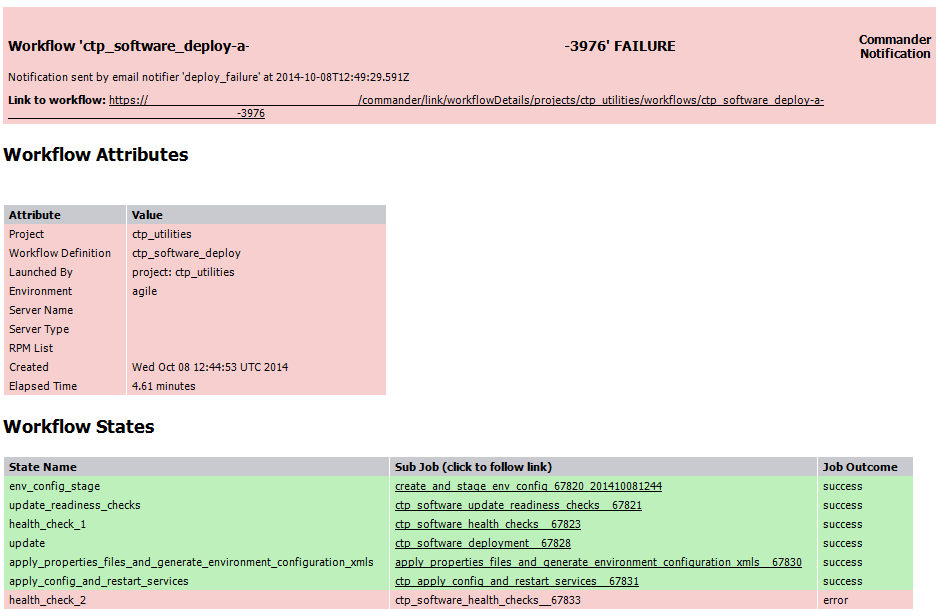 Workflow 'ctp_software_deploy-a- -3976' FAILURE
Commander
Notification
Notification sent by email notifier 'deploy_failure' at 2014-10-08T12:49:29.591Z
Link to workflow: https:// /commander/link/workflowDetails/projects/ctp_utilities/workflows/ctp_software_deploy-a-
-3976
Workflow Attributes
Attribute Value
Project ctp_utilities
Workflow Definition ctp_software_deploy
Launched By project: ctp_utilities
Environment agile
Server Name
Server Type
RPM List
Created Wed Oct 08 12:44:53 UTC 2014
Elapsed Time 4.61 minutes
Workflow States
State Name Sub Job (click to follow link) Job Outcome
env_config_stage create_and_stage_env_config_67820_201410081244 success
update_readiness_checks ctp_software_update_readiness_checks__67821 success
health_check_1 ctp_software_health_checks__67823 success
update ctp_software_deployment__67828 success
apply_properties_files_and_generate_environment_configuration_xmls apply_properties_files_and_generate_environment_configuration_xmls__67830 success
apply_config_and_restart_services ctp_apply_config_and_restart_services__67831 success
health_check_2 ctp_software_health_checks__67833 error